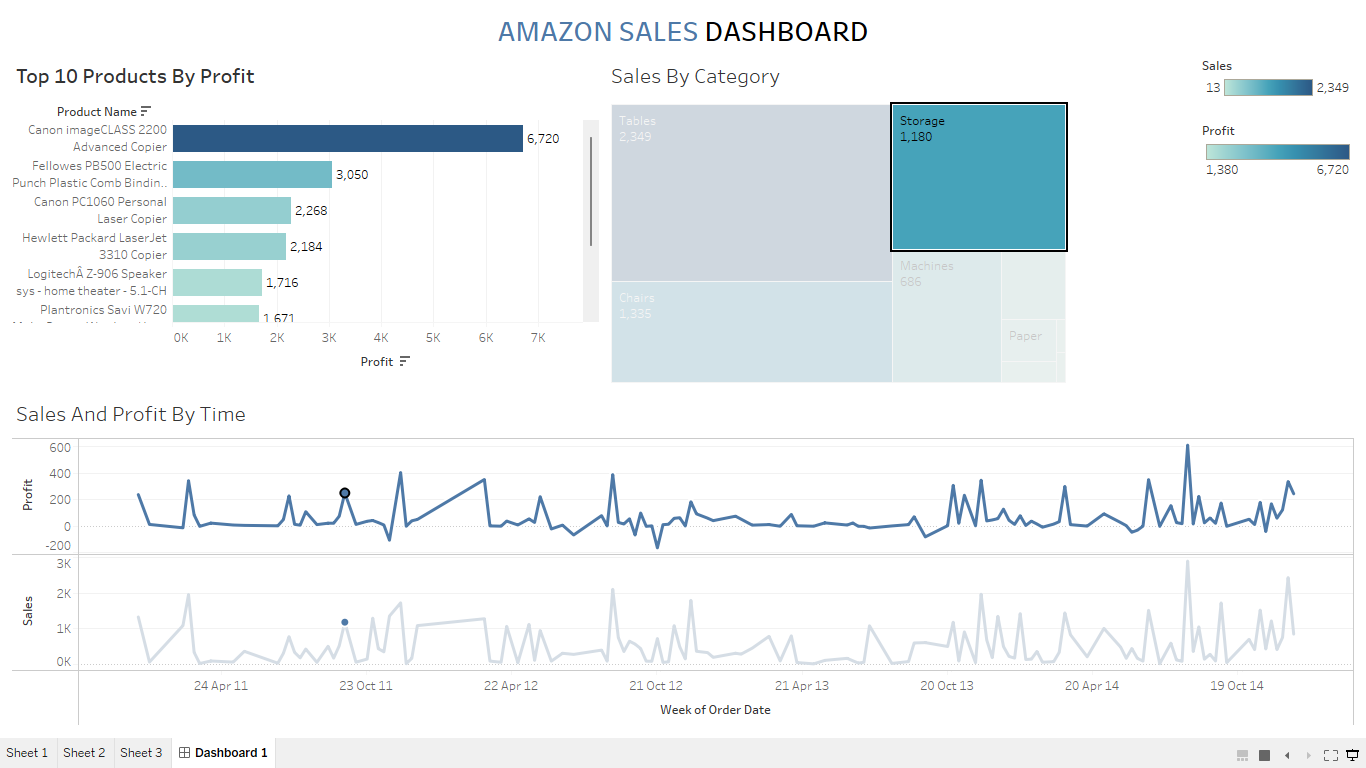 AMAZON SALES DASHBOARD
Top 10 Products By Profit
Product Name
Canon imageCLASS 2200
Advanced Copier
6,720
Fellowes PB500 Electric
Punch Plastic Comb Bindin..
3,050
Canon PC1060 Personal
Laser Copier
2,268
Hewlett Packard LaserJet
3310 Copier
2,184
LogitechÂ Z-906 Speaker
sys - home theater - 5.1-CH
1,716
Plantronics Savi W720
1,671
0K 1K 2K 3K 4K 5K 6K 7K
Profit
Sales By Category
Tables
2,349
Storage
1,180
Chairs
1,335
Machines
686
Paper
Sales
13 2,349
Profit
1,380 6,720
Sales And Profit By Time
Profit
600
400
200
0
-200
Sales
3K
2K
1K
0K
24 Apr 11 23 Oct 11 22 Apr 12 21 Oct 12 21 Apr 13 20 Oct 13 20 Apr 14 19 Oct 14
Week of Order Date
Sheet 1 Sheet 2 Sheet 3 Dashboard 1